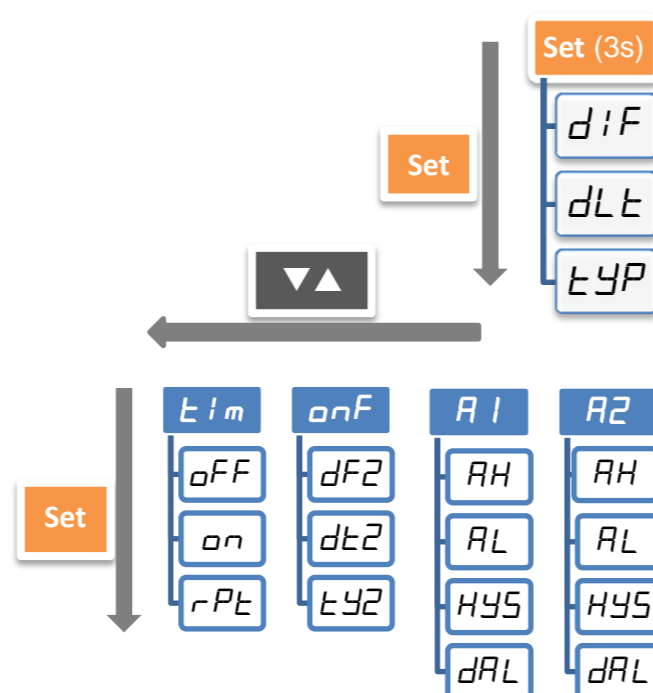 Set (3s)
dIF
Set
dLt
tYP
▼▲
tIm onF A1 A2
oFF dF2 AH AH
Set
on dt2 AL AL
rPt tY2 HYS HYS
dAL dAL